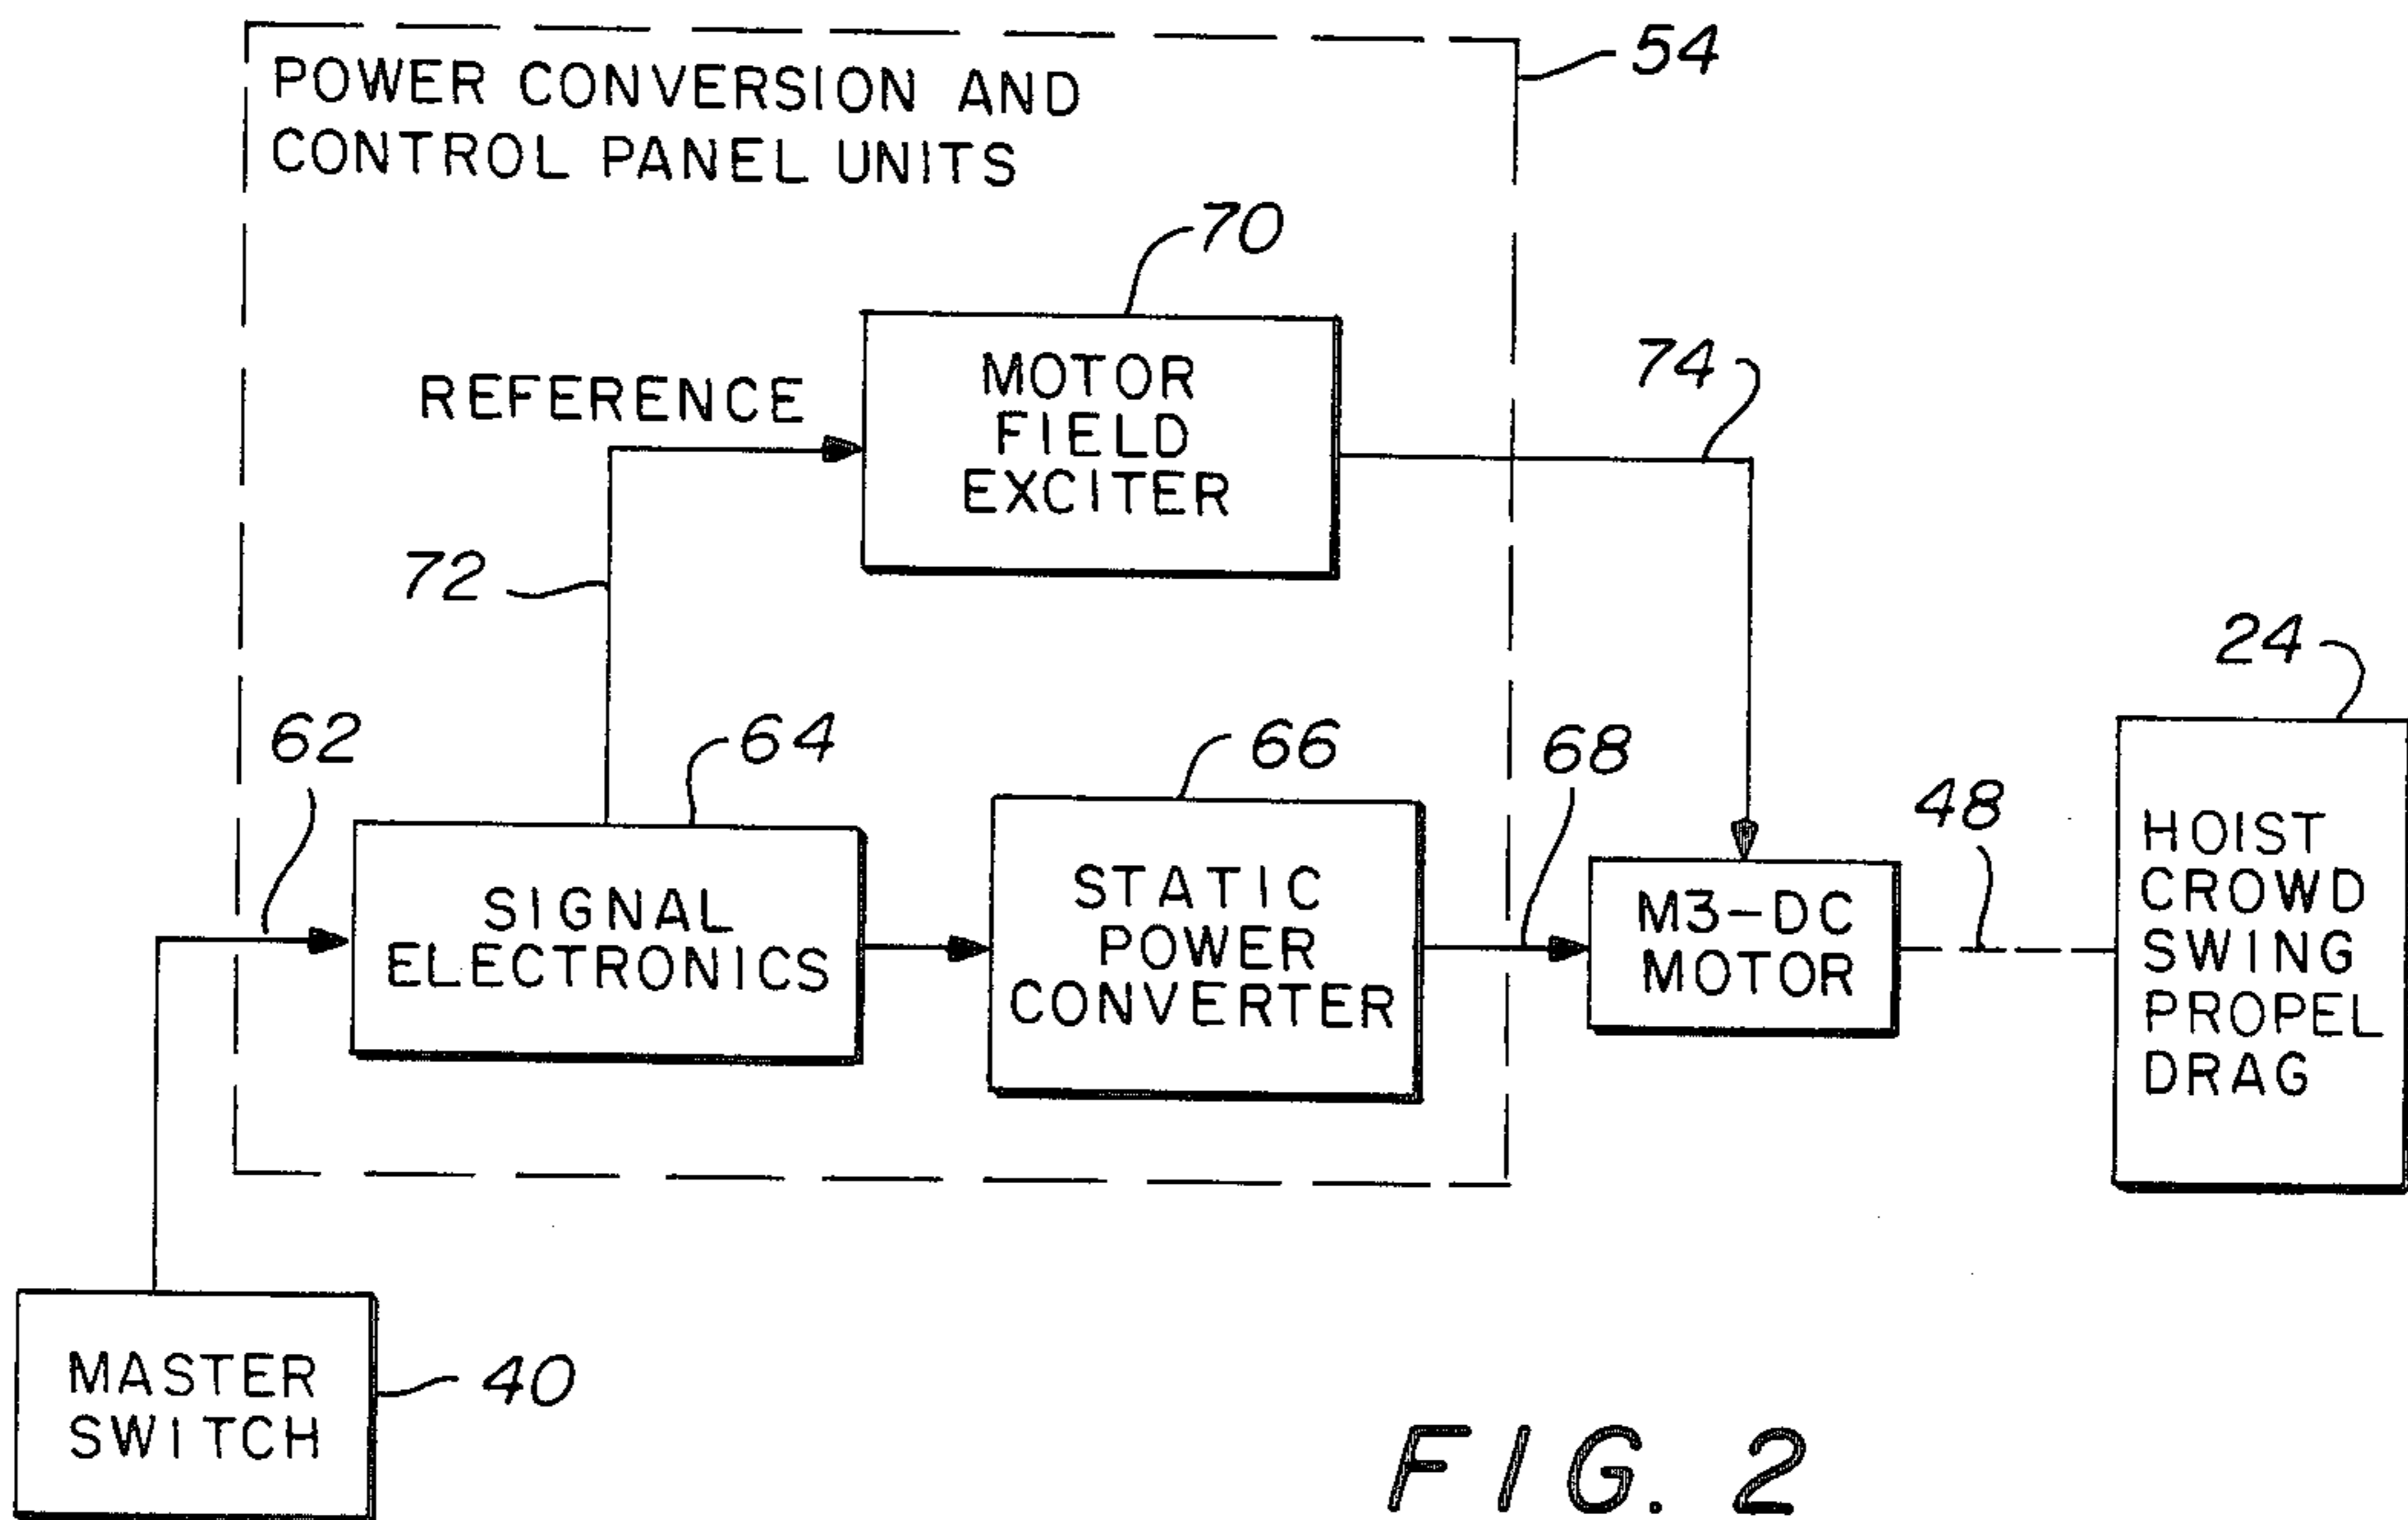 54
POWER CONVERSION AND
CONTROL PANEL UNITS
70
74
MOTOR
FIELD
EXCITER
REFERENCE
72
24
62
64
66
68
48
SIGNAL
ELECTRONICS
STATIC
POWER
CONVERTER
M3-DC
MOTOR
HOIST
CROWD
SWING
PROPEL
DRAG
MASTER
SWITCH
40
FIG. 2